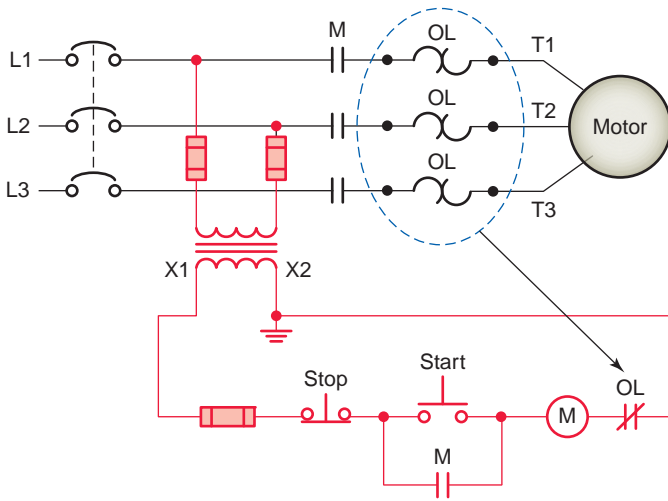 M OL T1
L1
OL
L2 T2
Motor
OL
L3
T3
X1 X2
Start
Stop OL
M
M